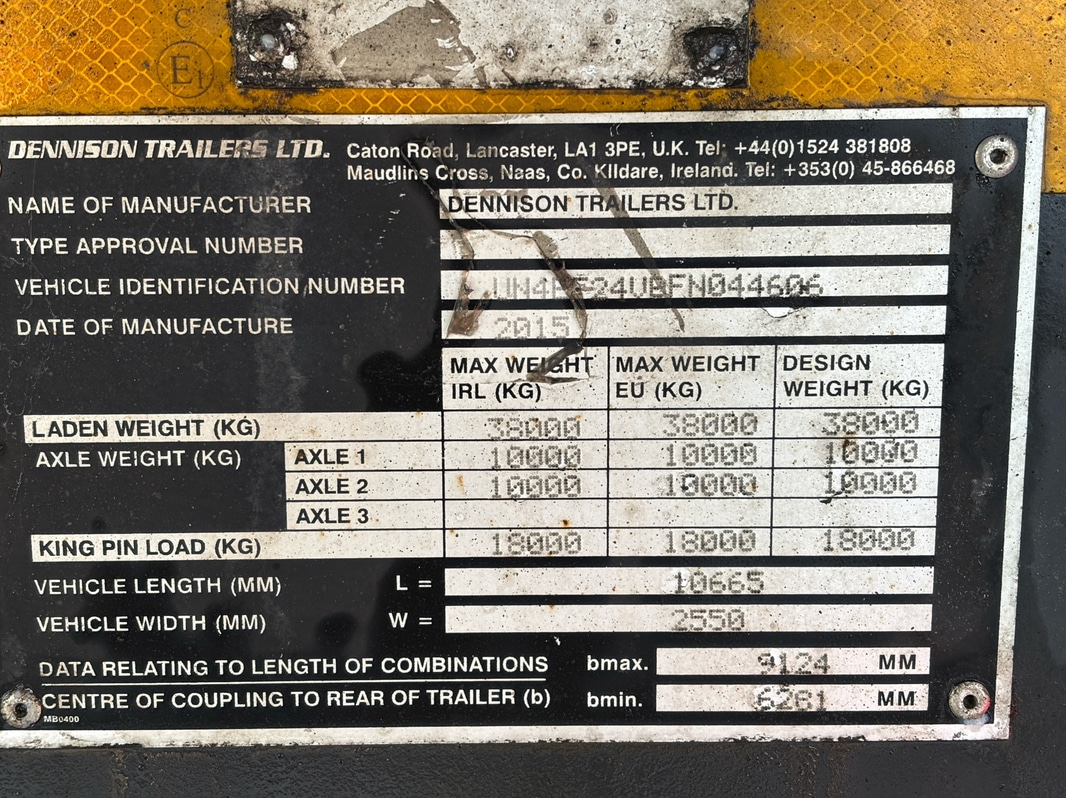 C
E1
DENNISON TRAILERS LTD. Caton Road, Lancaster, LA1 3PE, U.K. Tel: +44(0)1524 381808
Maudlins Cross, Naas, Co. Kildare, Ireland. Tel: +353(0) 45-866468
NAME OF MANUFACTURER DENNISON TRAILERS LTD.
TYPE APPROVAL NUMBER
VEHICLE IDENTIFICATION NUMBER
DATE OF MANUFACTURE 2015
MAX WEIGHT IRL (KG) MAX WEIGHT EU (KG) DESIGN WEIGHT (KG)
LADEN WEIGHT (KG) 38000 38000 38000
AXLE WEIGHT (KG) AXLE 1 10000 10000 10000
AXLE 2 10000 10000 10000
AXLE 3
KING PIN LOAD (KG) 18000 18000 18000
VEHICLE LENGTH (MM) L = 10665
VEHICLE WIDTH (MM) W = 2550
DATA RELATING TO LENGTH OF COMBINATIONS bmax. 9124 MM
CENTRE OF COUPLING TO REAR OF TRAILER (b) bmin. 6281 MM
MB0400